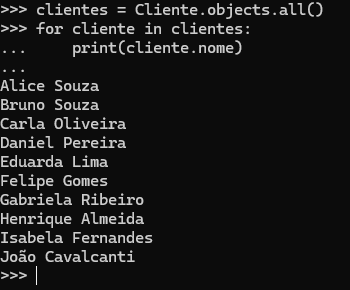 >>> clientes = Cliente.objects.all()
>>> for cliente in clientes:
...     print(cliente.nome)
...
Alice Souza
Bruno Souza
Carla Oliveira
Daniel Pereira
Eduarda Lima
Felipe Gomes
Gabriela Ribeiro
Henrique Almeida
Isabela Fernandes
João Cavalcanti
>>>